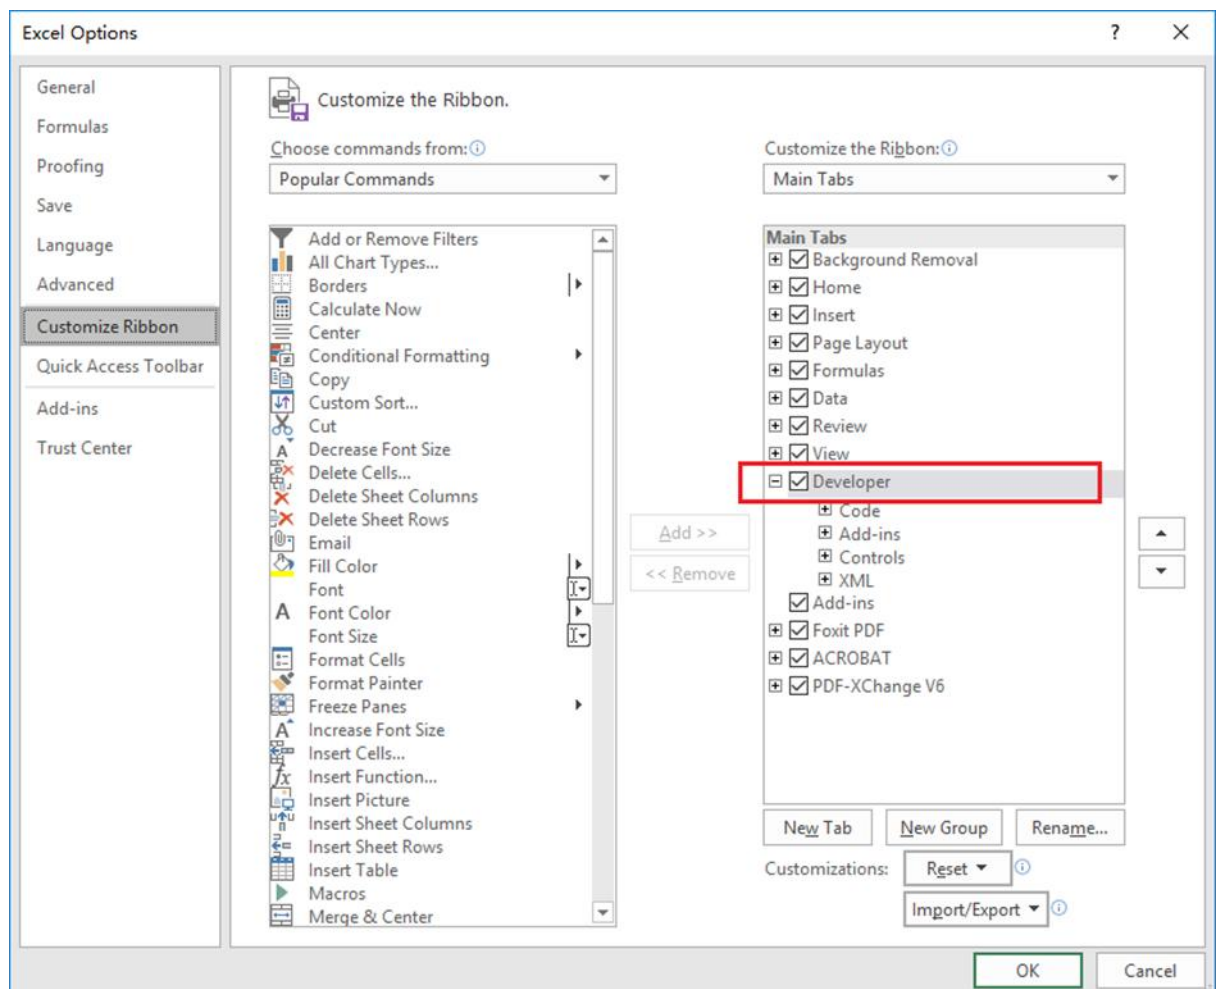 Excel Options
?
General
Formulas
Proofing
Save
Language
Advanced
Customize Ribbon
Quick Access Toolbar
Add-ins
Trust Center
Customize the Ribbon.
Choose commands from:
Popular Commands
Add or Remove Filters
All Chart Types...
Borders
Calculate Now
Center
Conditional Formatting
Copy
Custom Sort...
Cut
Decrease Font Size
Delete Cells...
Delete Sheet Columns
Delete Sheet Rows
Email
Fill Color
Font
Font Color
Font Size
Format Cells
Format Painter
Freeze Panes
Increase Font Size
Insert Cells...
Insert Function...
Insert Picture
Insert Sheet Columns
Insert Sheet Rows
Insert Table
Macros
Merge & Center
Add >>
<< Remove
Customize the Ribbon:
Main Tabs
Main Tabs
Background Removal
Home
Insert
Page Layout
Formulas
Data
Review
View
Developer
Code
Add-ins
Controls
XML
Add-ins
Foxit PDF
ACROBAT
PDF-XChange V6
New Tab
New Group
Rename...
Customizations:
Reset
Import/Export
OK
Cancel